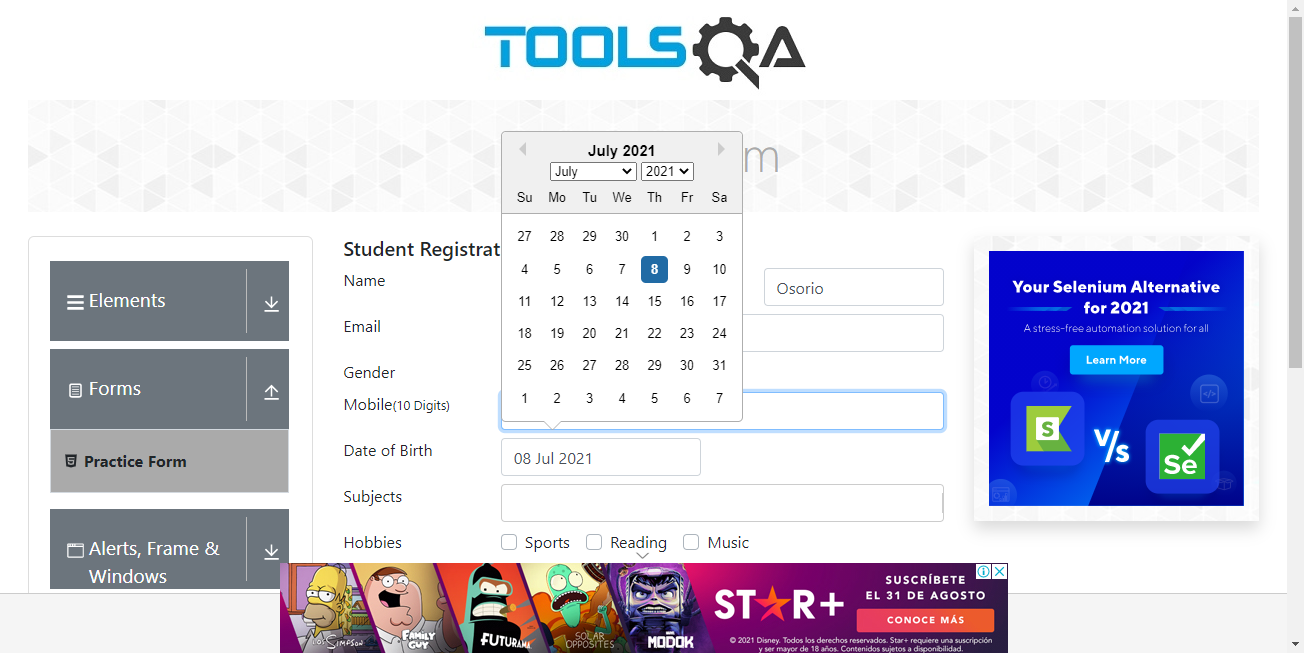 TOOLSQA
m
July 2021
July 2021
Su Mo Tu We Th Fr Sa
27 28 29 30 1 2 3
4 5 6 7 8 9 10
11 12 13 14 15 16 17
18 19 20 21 22 23 24
25 26 27 28 29 30 31
1 2 3 4 5 6 7
Elements
Forms
Practice Form
Alerts, Frame &
Windows
Student Registrat
Name
Osorio
Email
Gender
Mobile(10 Digits)
Date of Birth
08 Jul 2021
Subjects
Hobbies
Sports Reading Music
Your Selenium Alternative
for 2021
A stress-free automation solution for all
Learn More
S
V/s
Se
LOS SIMPSON
FAMILY
GUY
FUTURAMA
SOLAR
OPPOSITES
MODOK
STAR+
SUSCRÍBETE
EL 31 DE AGOSTO
CONOCE MÁS
© 2021 Disney. Todos los derechos reservados. Star+ requiere una suscripción
y ser mayor de 18 años. Contenidos sujetos a disponibilidad.